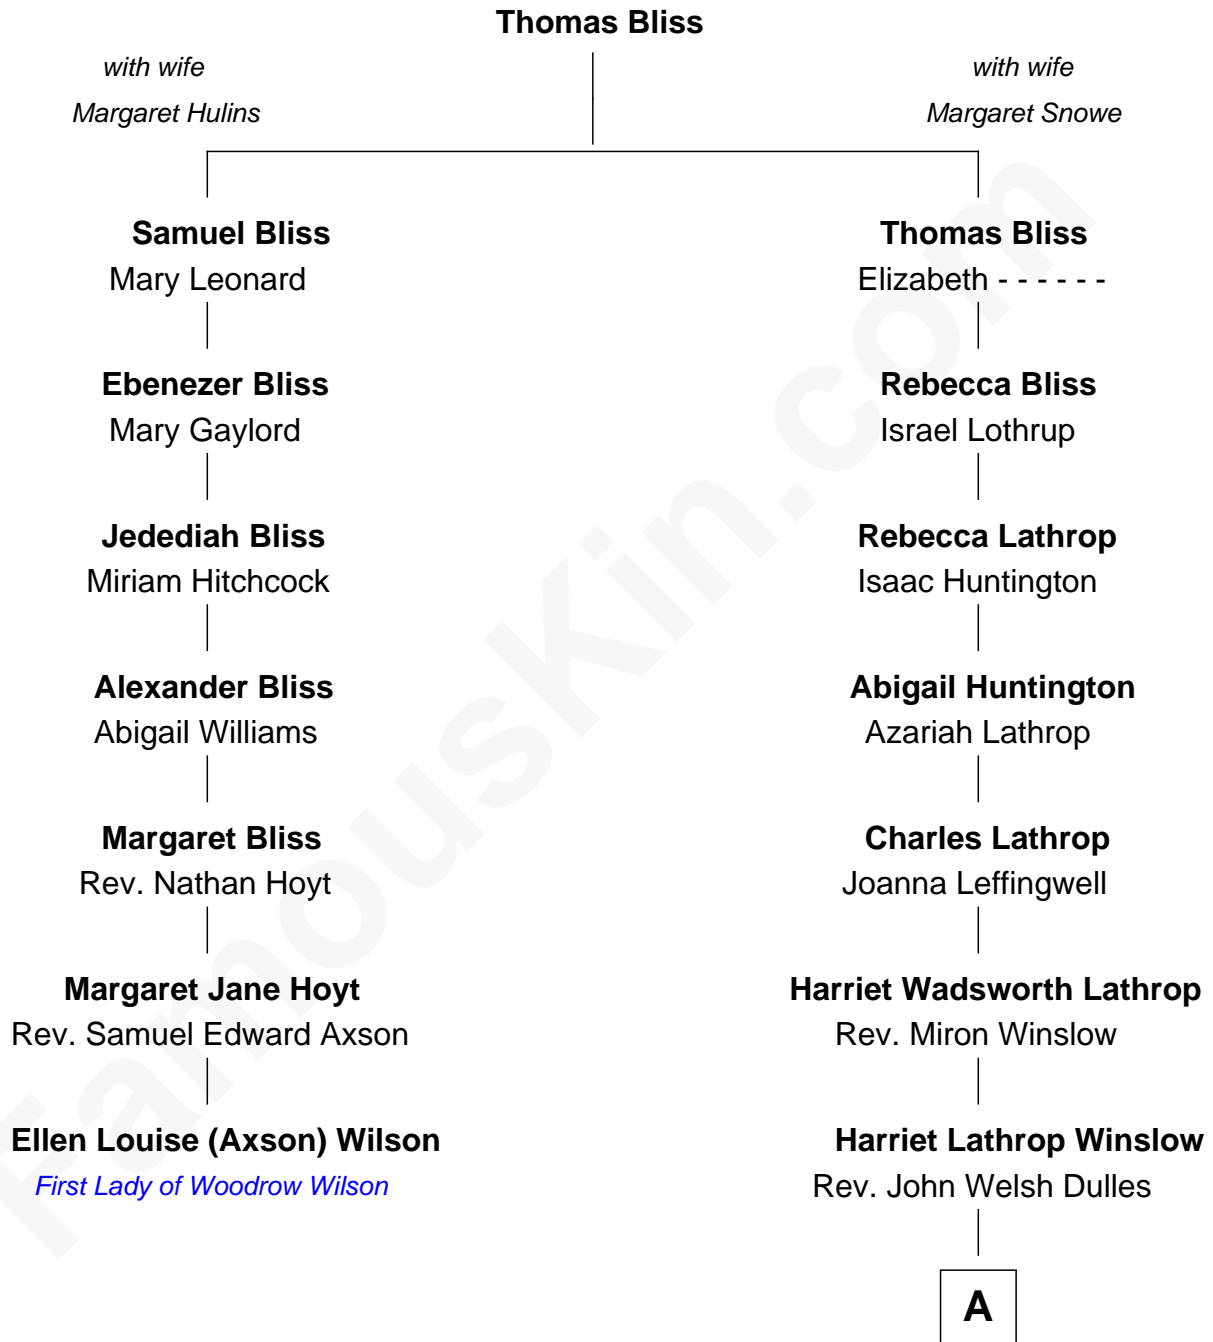 Thomas Bliss
with wife
Margaret Hulins
with wife
Margaret Snowe
Samuel Bliss
Mary Leonard
Thomas Bliss
Elizabeth - - - - - -
Ebenezer Bliss
Mary Gaylord
Rebecca Bliss
Israel Lothrup
Jedediah Bliss
Miriam Hitchcock
Rebecca Lathrop
Isaac Huntington
Alexander Bliss
Abigail Williams
Abigail Huntington
Azariah Lathrop
Margaret Bliss
Rev. Nathan Hoyt
Charles Lathrop
Joanna Leffingwell
Margaret Jane Hoyt
Rev. Samuel Edward Axson
Harriet Wadsworth Lathrop
Rev. Miron Winslow
Ellen Louise (Axson) Wilson
First Lady of Woodrow Wilson
Harriet Lathrop Winslow
Rev. John Welsh Dulles
A
FamousKin.com